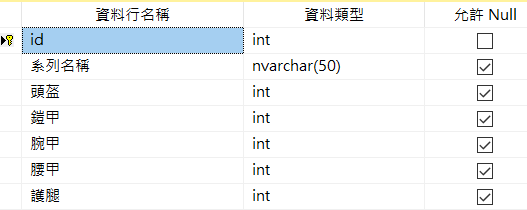 資料行名稱 資料類型 允許 Null
id int
系列名稱 nvarchar(50)
頭盔 int
鎧甲 int
腕甲 int
腰甲 int
護腿 int